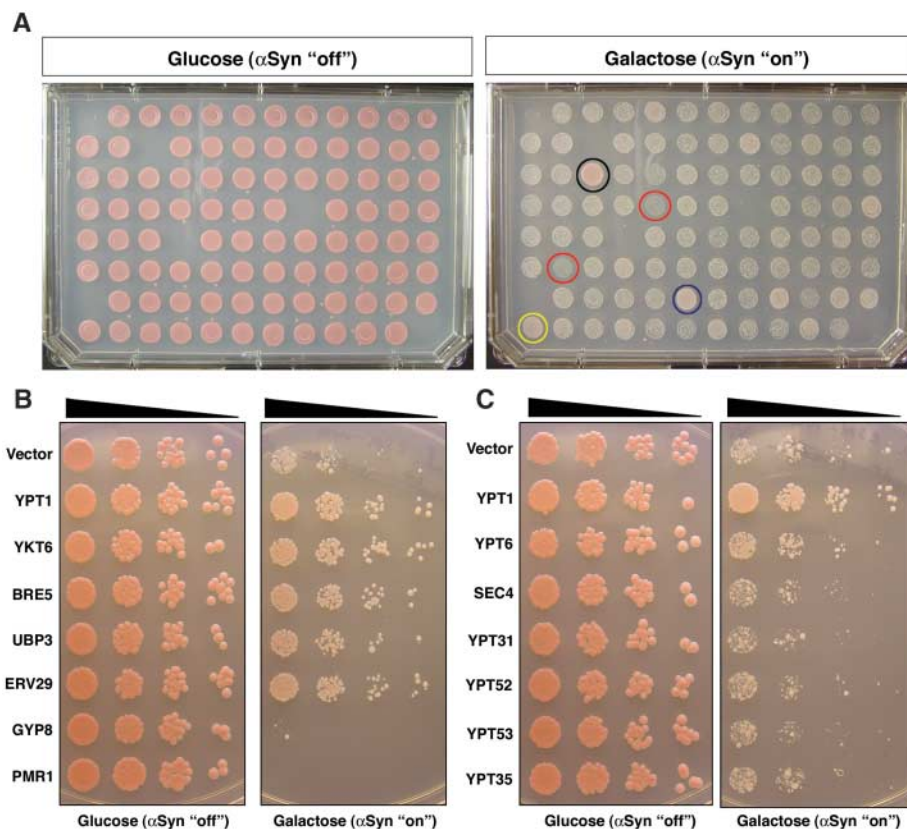 A
Glucose (αSyn “off”)
Galactose (αSyn “on”)
B
C
Vector
YPT1
YKT6
BRE5
UBP3
ERV29
GYP8
PMR1
Glucose (αSyn “off”)
Galactose (αSyn “on”)
Vector
YPT1
YPT6
SEC4
YPT31
YPT52
YPT53
YPT35
Glucose (αSyn “off”)
Galactose (αSyn “on”)